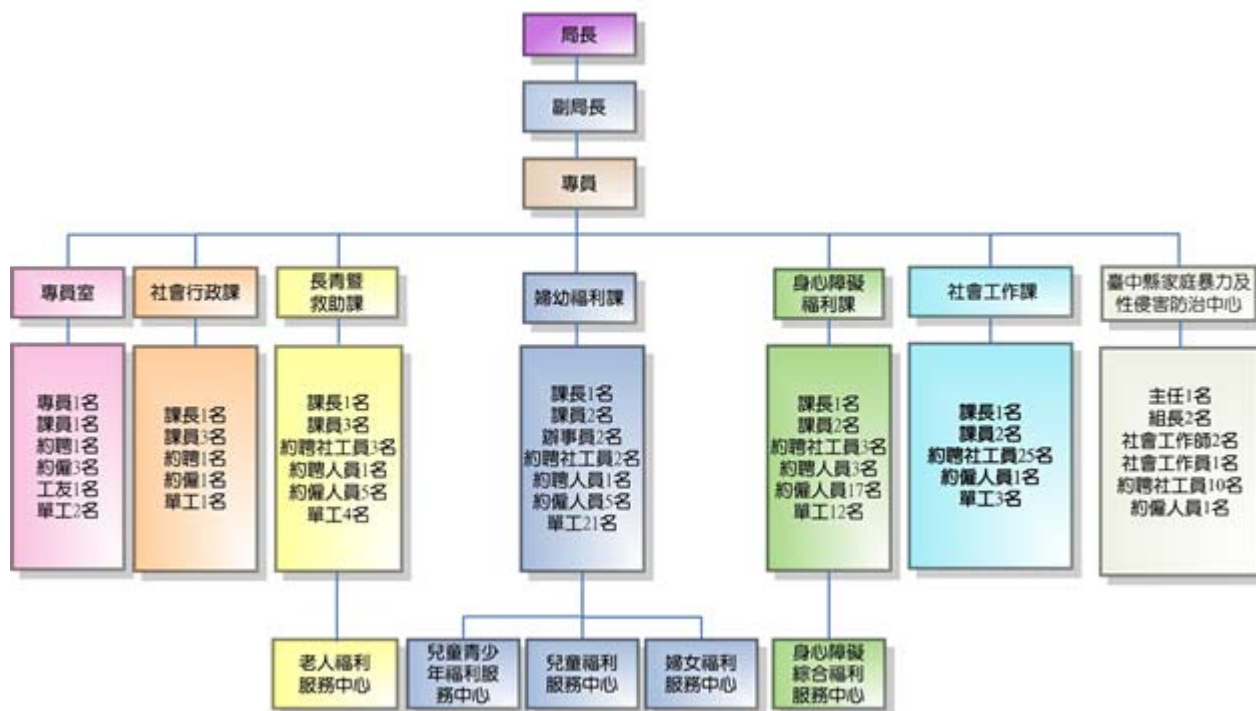 局長
副局長
專員
專員室
社會行政課
長青暨
救助課
婦幼福利課
身心障礙
福利課
社會工作課
臺中縣家庭暴力及
性侵害防治中心
專員1名
課員1名
約聘1名
約僱3名
工友1名
單工2名
課長1名
課員3名
約聘1名
約僱1名
單工1名
課長1名
課員3名
約聘社工員3名
約聘人員1名
約僱人員5名
單工4名
課長1名
課員2名
辦事員2名
約聘社工員2名
約聘人員1名
約僱人員5名
單工21名
課長1名
課員2名
約聘社工員3名
約聘人員3名
約僱人員17名
單工12名
課長1名
課員2名
約聘社工員25名
約僱人員1名
單工3名
主任1名
組長2名
社會工作師2名
社會工作員1名
約聘社工員10名
約僱人員1名
老人福利
服務中心
兒童青少
年福利服
務中心
兒童福利
服務中心
婦女福利
服務中心
身心障礙
綜合福利
服務中心